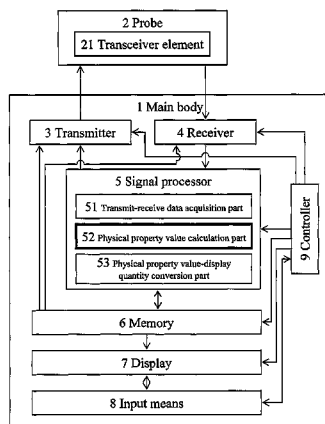 2 Probe
21 Transceiver element
1 Main body
3 Transmitter
4 Receiver
5 Signal processor
51 Transmit-receive data acquisition part
52 Physical property value calculation part
53 Physical property value-display
quantity conversion part
9 Controller
6 Memory
7 Display
8 Input means